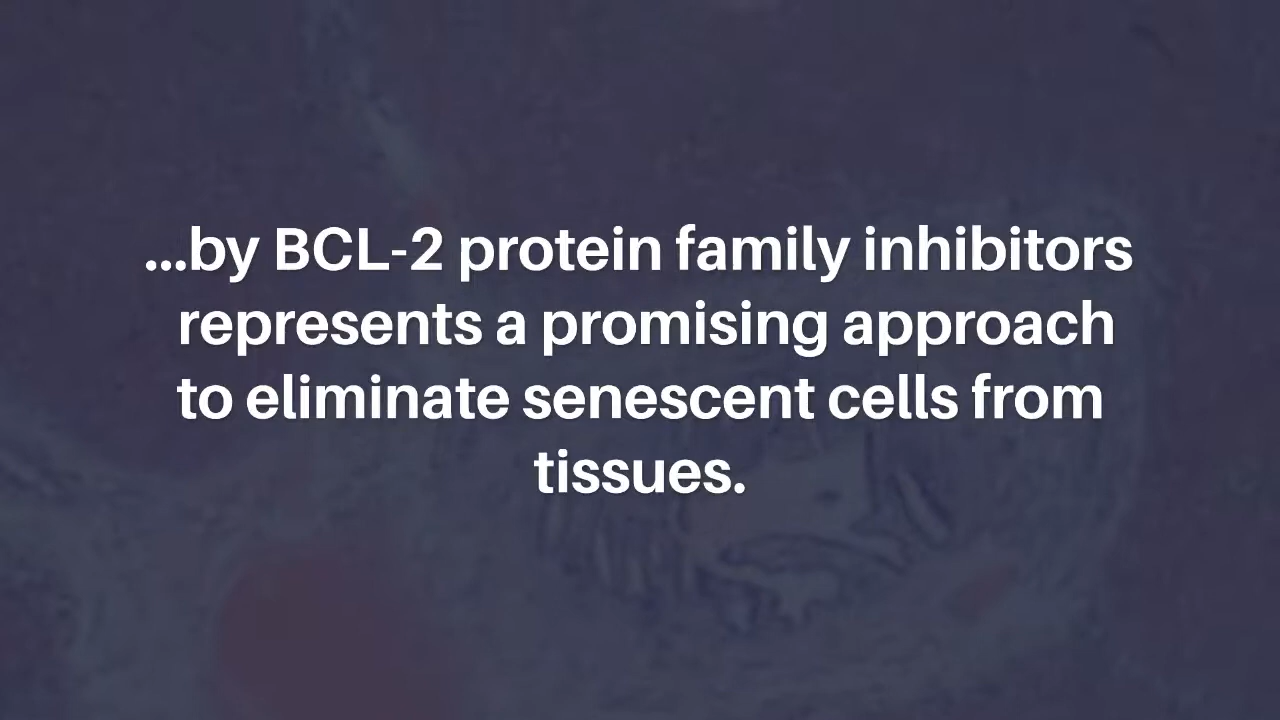 ...by BCL-2 protein family inhibitors
represents a promising approach
to eliminate senescent cells from
tissues.